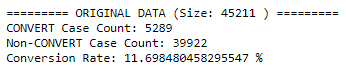 ========= ORIGINAL DATA (Size: 45211 ) =========
CONVERT Case Count: 5289
Non-CONVERT Case Count: 39922
Conversion Rate: 11.698480458295547 %